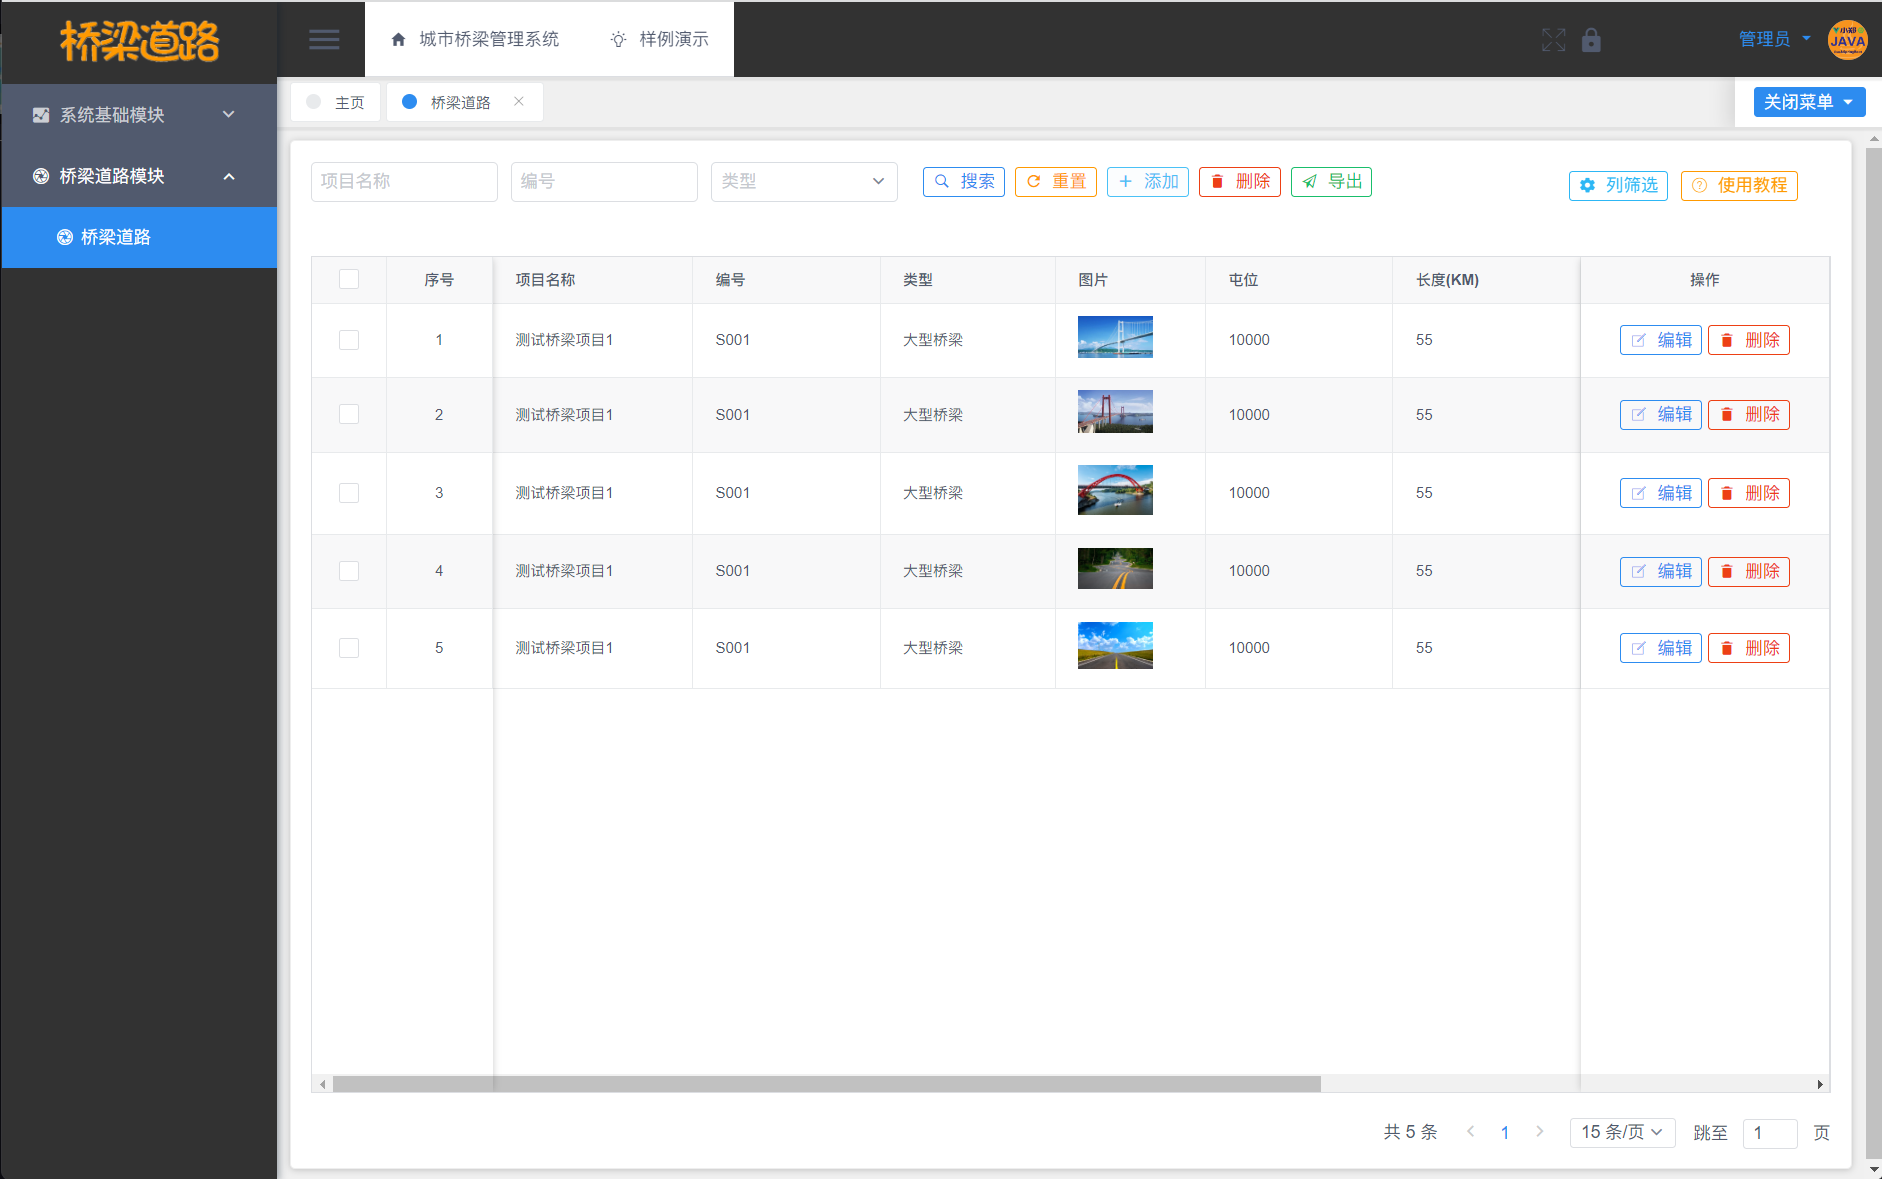 桥梁道路
城市桥梁管理系统
样例演示
管理员
小郑
JAVA
系统基础模块
桥梁道路模块
桥梁道路
主页
桥梁道路
关闭菜单
项目名称
编号
类型
搜索
重置
添加
删除
导出
列筛选
使用教程
序号 项目名称 编号 类型 图片 屯位 长度(KM) 操作
1 测试桥梁项目1 S001 大型桥梁 10000 55 编辑 删除
2 测试桥梁项目1 S001 大型桥梁 10000 55 编辑 删除
3 测试桥梁项目1 S001 大型桥梁 10000 55 编辑 删除
4 测试桥梁项目1 S001 大型桥梁 10000 55 编辑 删除
5 测试桥梁项目1 S001 大型桥梁 10000 55 编辑 删除
共 5 条 1 15 条/页 跳至 1 页